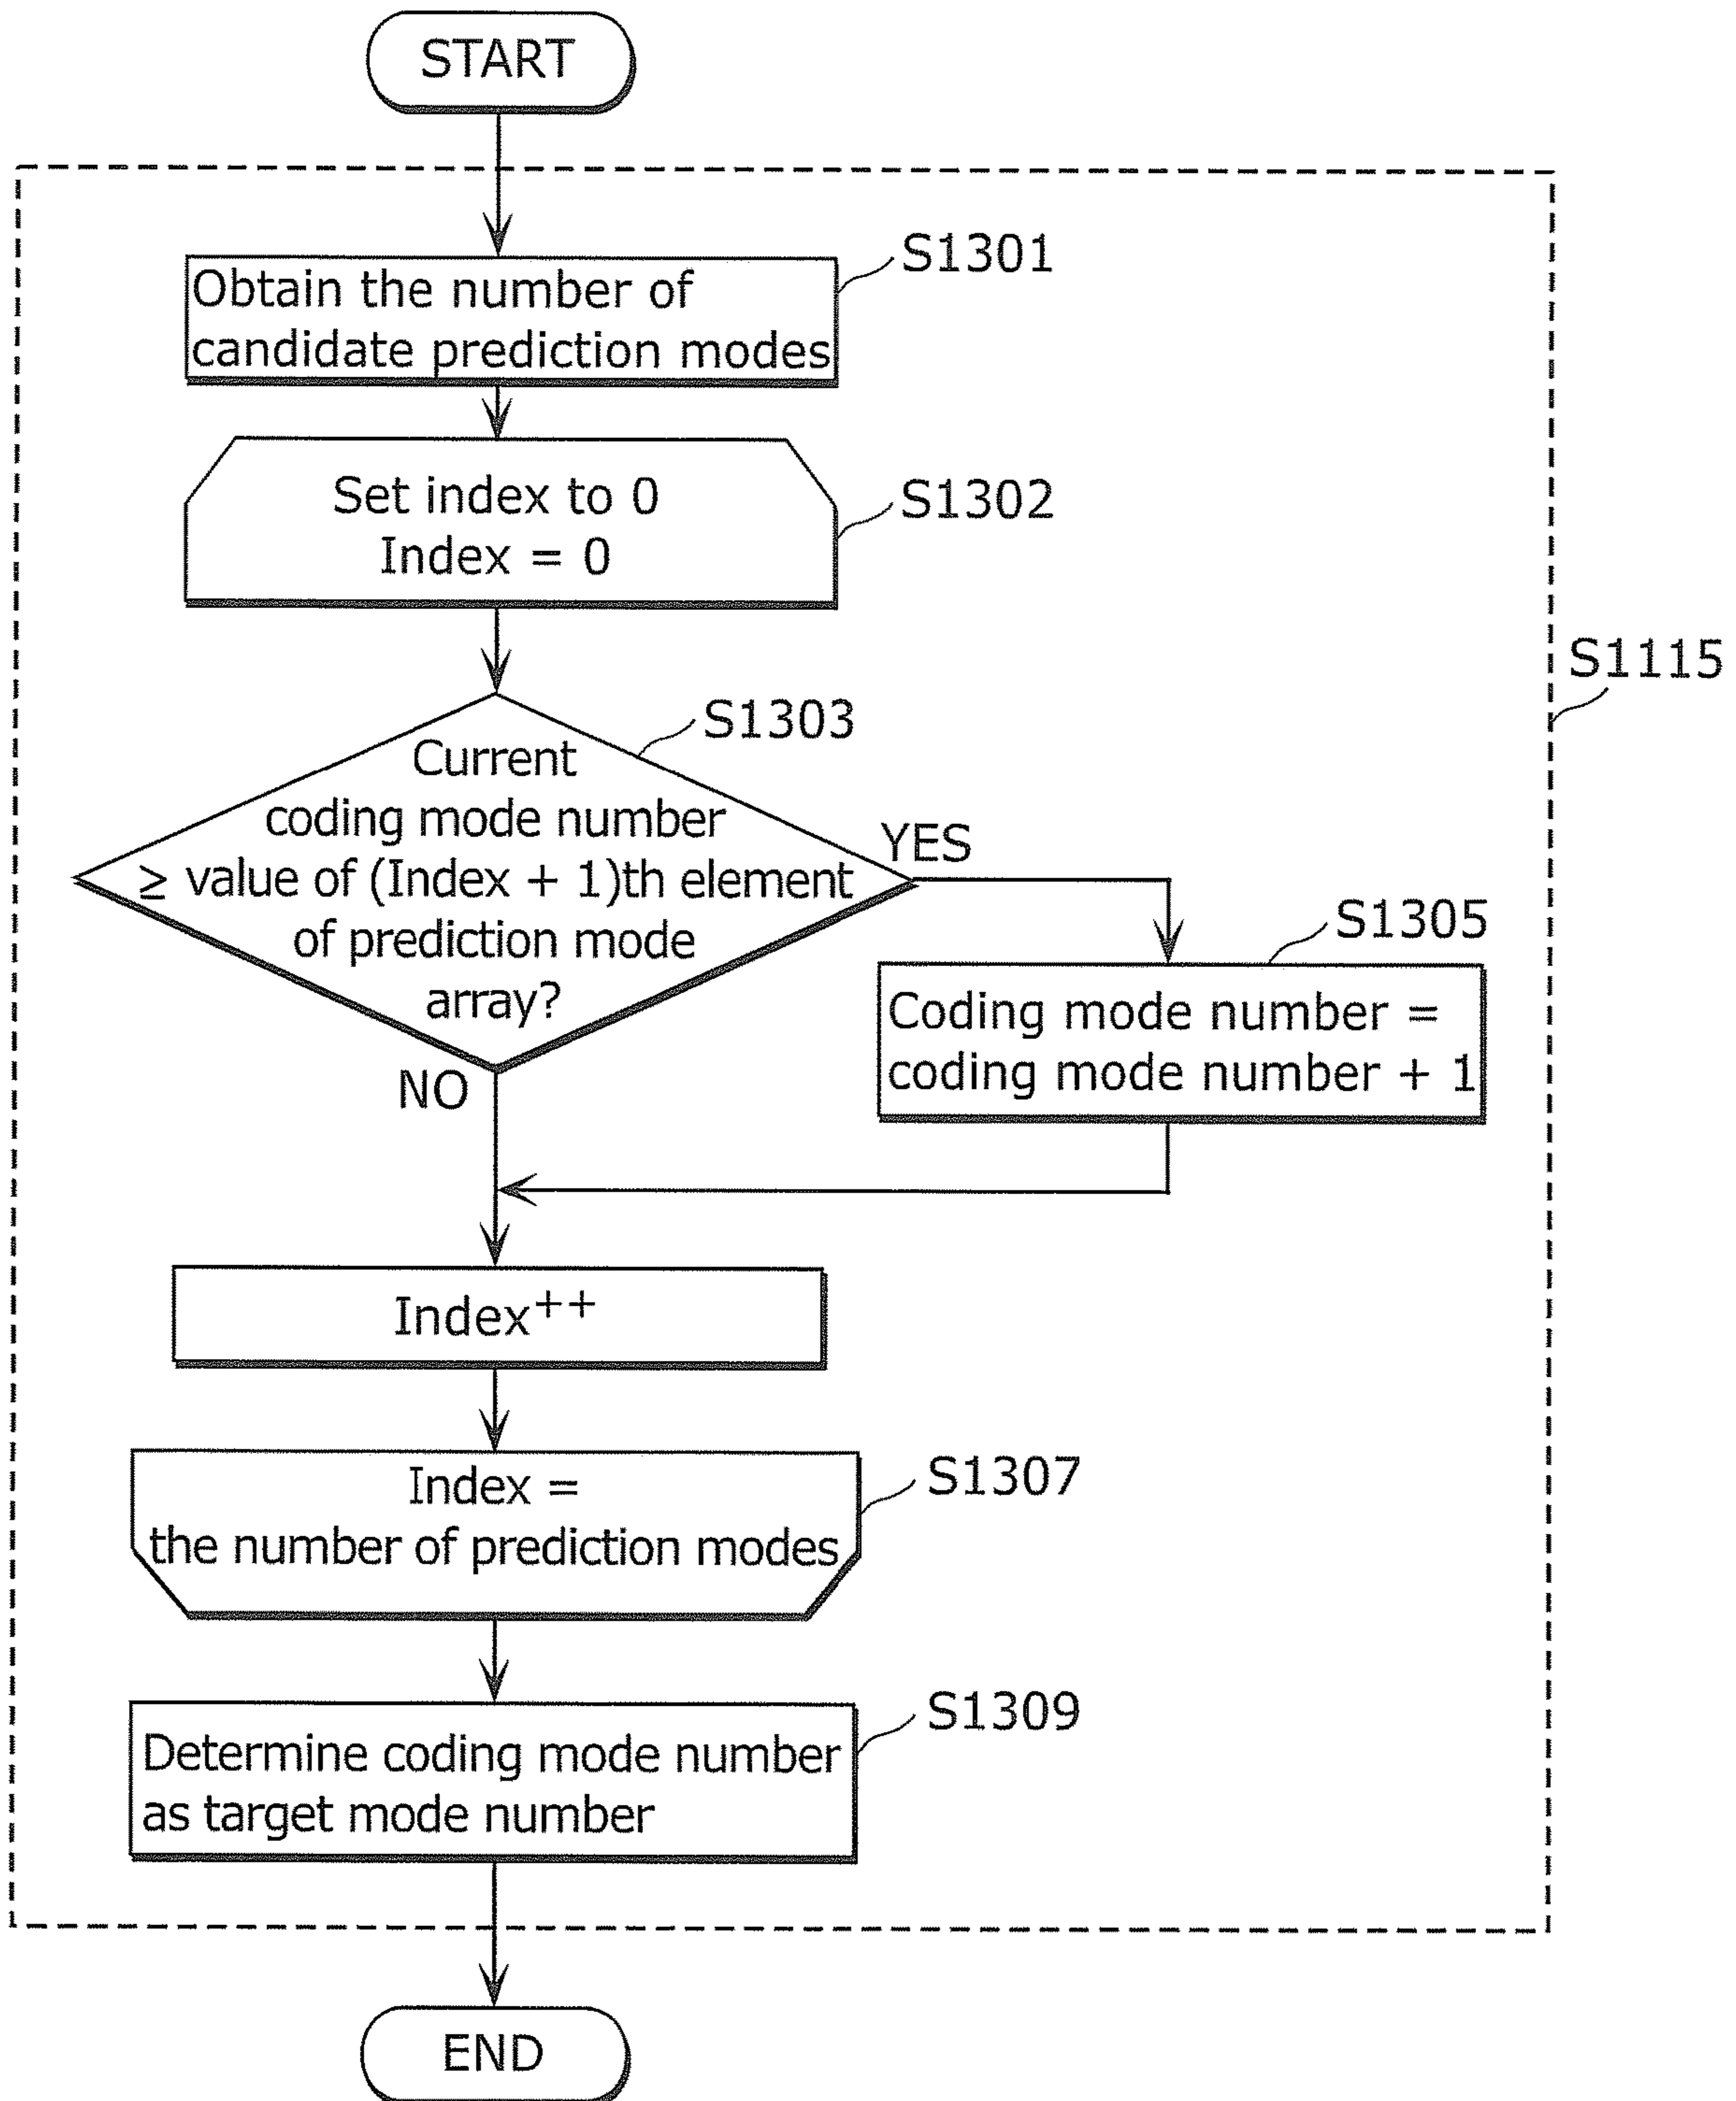 START
S1301
Obtain the number of
candidate prediction modes
Set index to 0
Index = 0
S1302
S1115
S1303
Current
coding mode number
≥ value of (Index + 1)th element
of prediction mode
array?
YES
NO
S1305
Coding mode number =
coding mode number + 1
Index++
Index =
the number of prediction modes
S1307
S1309
Determine coding mode number
as target mode number
END